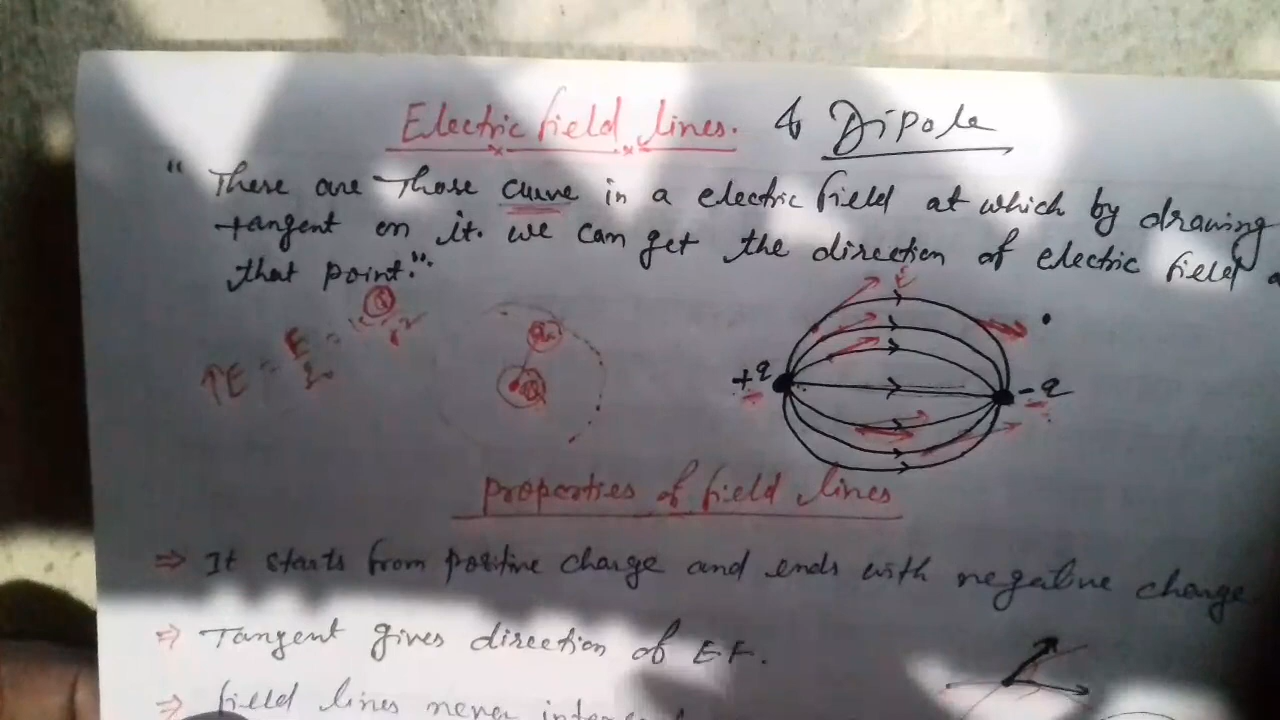 Electric field lines. & Dipole
" There are those curve in a electric field at which by drawing
tangent on it. we can get the direction of electric field
that point."
E
Q
↑E = E
r²
Q
+q
-q
properties of field lines
⇒ It starts from positive charge and ends with negative charge
⇒ Tangent gives direction of EF.
⇒ field lines never